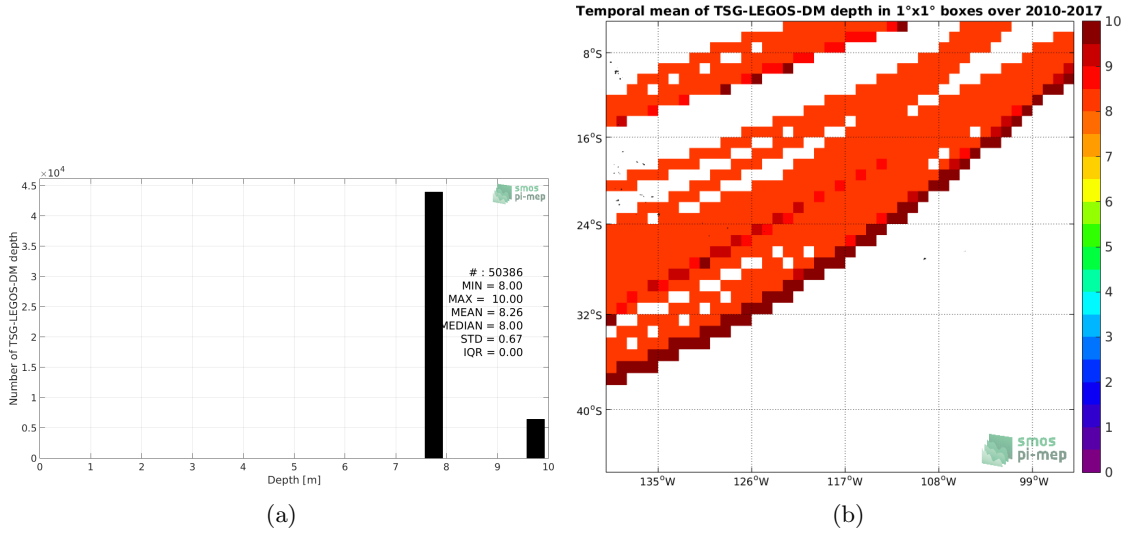 Temporal mean of TSG-LEGOS-DM depth in 1°x1° boxes over 2010-2017
×10⁴
4.5
4
3.5
3
2.5
2
1.5
1
0.5
0
Number of TSG-LEGOS-DM depth
smos
pi-mep
# : 50386
MIN = 8.00
MAX = 10.00
MEAN = 8.26
MEDIAN = 8.00
STD = 0.67
IQR = 0.00
0 1 2 3 4 5 6 7 8 9 10
Depth [m]
(a)
8°S
16°S
24°S
32°S
40°S
135°W 126°W 117°W 108°W 99°W
smos
pi-mep
10
9
8
7
6
5
4
3
2
1
0
(b)